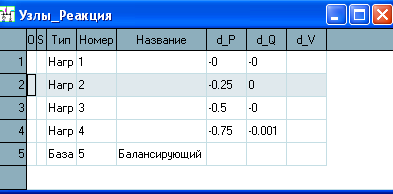 Узлы_Реакция
O S Тип Номер Название d_P d_Q d_V
1 Нагр 1 -0 -0
2 Нагр 2 -0.25 0
3 Нагр 3 -0.5 -0
4 Нагр 4 -0.75 -0.001
5 База 5 Балансирующий